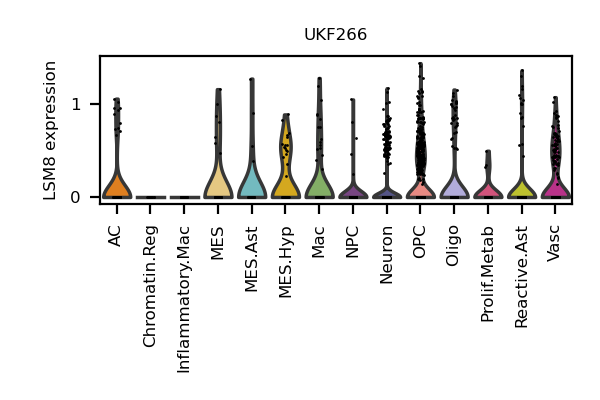 UKF266
LSM8 expression
1
0
AC
Chromatin.Reg
Inflammatory.Mac
MES
MES.Ast
MES.Hyp
Mac
NPC
Neuron
OPC
Oligo
Prolif.Metab
Reactive.Ast
Vasc